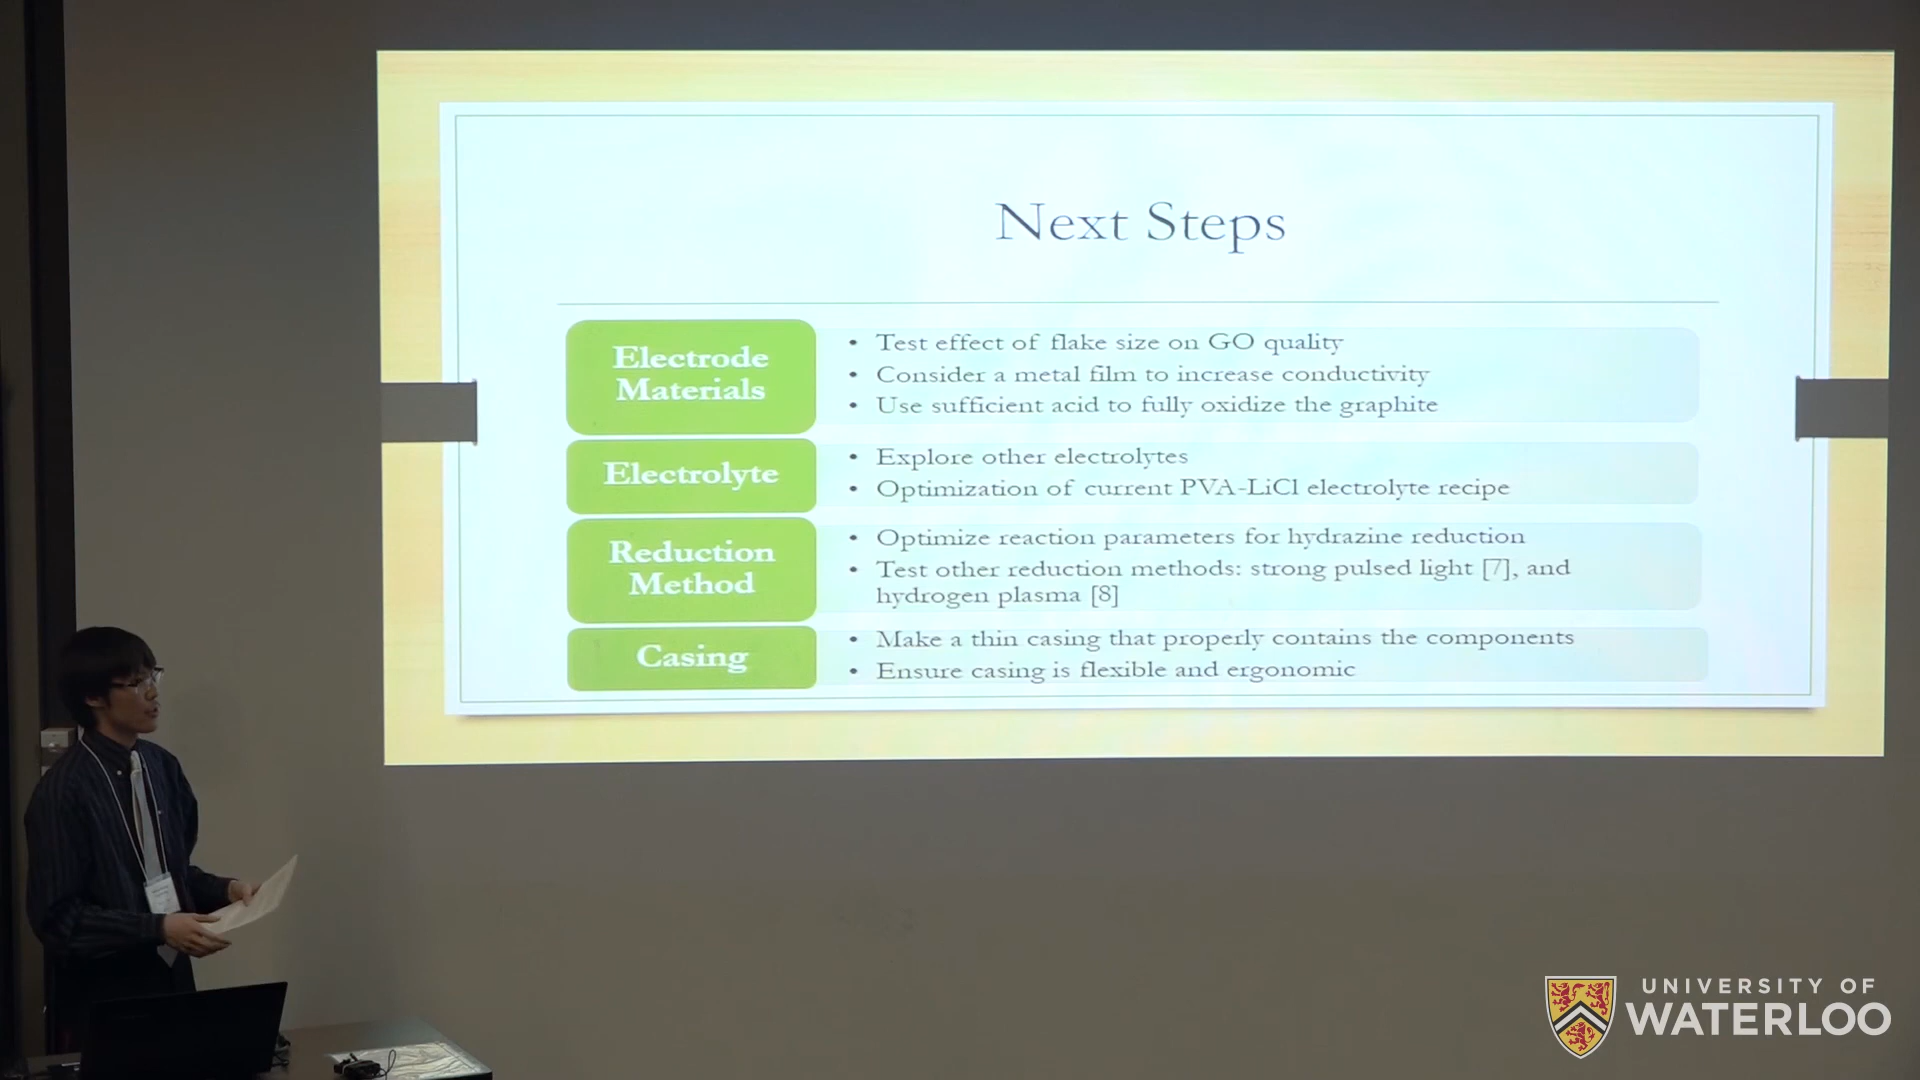 Next Steps
Electrode
Materials
• Test effect of flake size on GO quality
• Consider a metal film to increase conductivity
• Use sufficient acid to fully oxidize the graphite
Electrolyte
• Explore other electrolytes
• Optimization of current PVA-LiCl electrolyte recipe
Reduction
Method
• Optimize reaction parameters for hydrazine reduction
• Test other reduction methods: strong pulsed light [7], and
hydrogen plasma [8]
Casing
• Make a thin casing that properly contains the components
• Ensure casing is flexible and ergonomic
UNIVERSITY OF
WATERLOO